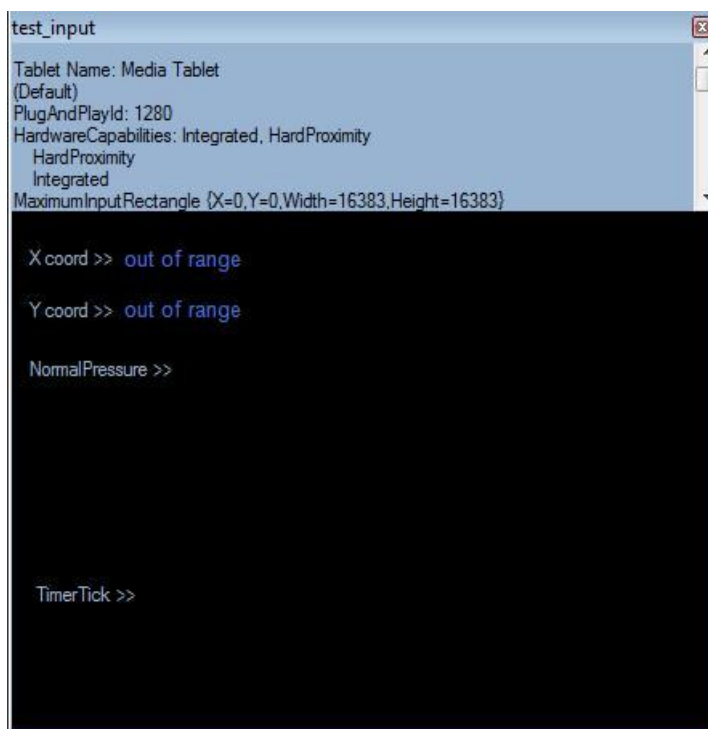 test_input
Tablet Name: Media Tablet
(Default)
PlugAndPlayId: 1280
HardwareCapabilities: Integrated, HardProximity
HardProximity
Integrated
MaximumInputRectangle {X=0,Y=0,Width=16383,Height=16383}
X coord >> out of range
Y coord >> out of range
NormalPressure >>
TimerTick >>